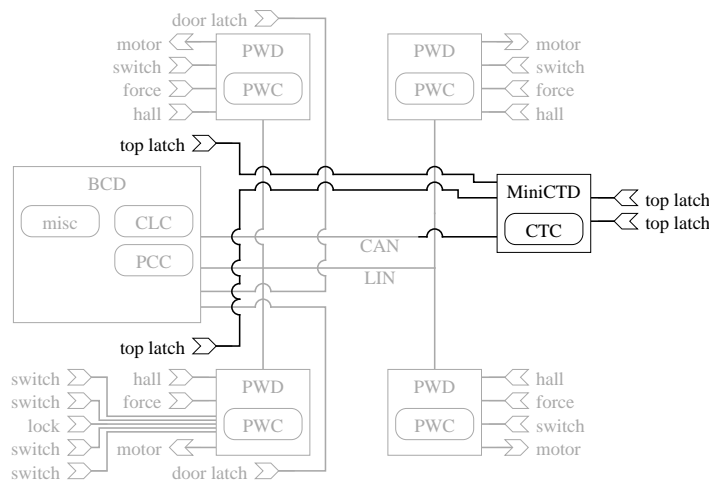 door latch
motor PWD PWD motor
switch switch
force PWC PWC force
hall hall
top latch
BCD MiniCTD top latch
misc CLC CTC top latch
CAN
PCC
LIN
top latch
switch hall PWD PWD hall
switch force force
lock PWC PWC switch
switch motor motor
switch door latch